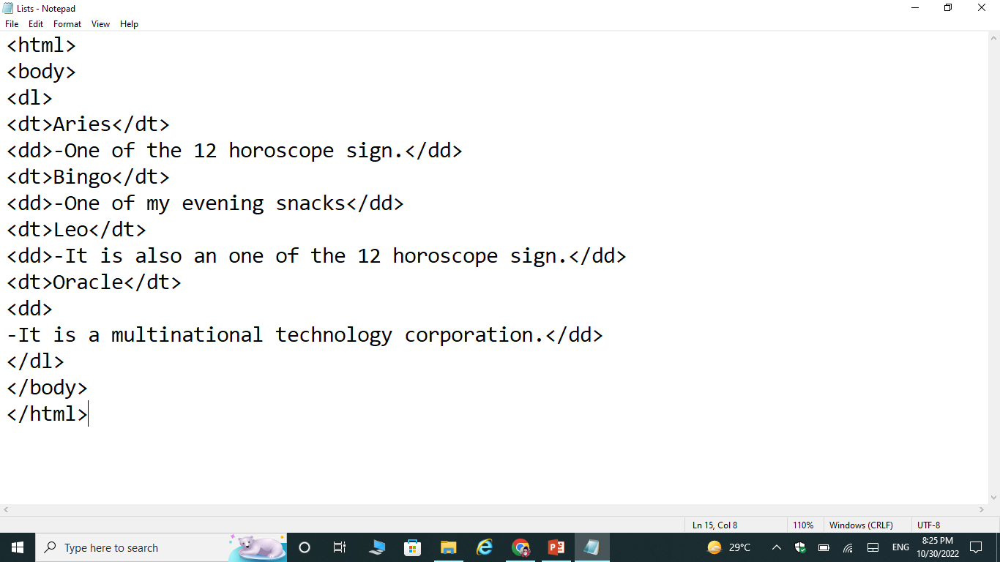 Lists - Notepad
File Edit Format View Help
<html>
<body>
<dl>
<dt>Aries</dt>
<dd>-One of the 12 horoscope sign.</dd>
<dt>Bingo</dt>
<dd>-One of my evening snacks</dd>
<dt>Leo</dt>
<dd>-It is also an one of the 12 horoscope sign.</dd>
<dt>Oracle</dt>
<dd>
-It is a multinational technology corporation.</dd>
</dl>
</body>
</html>
Ln 15, Col 8 110% Windows (CRLF) UTF-8
Type here to search 29°C ENG 8:25 PM
10/30/2022